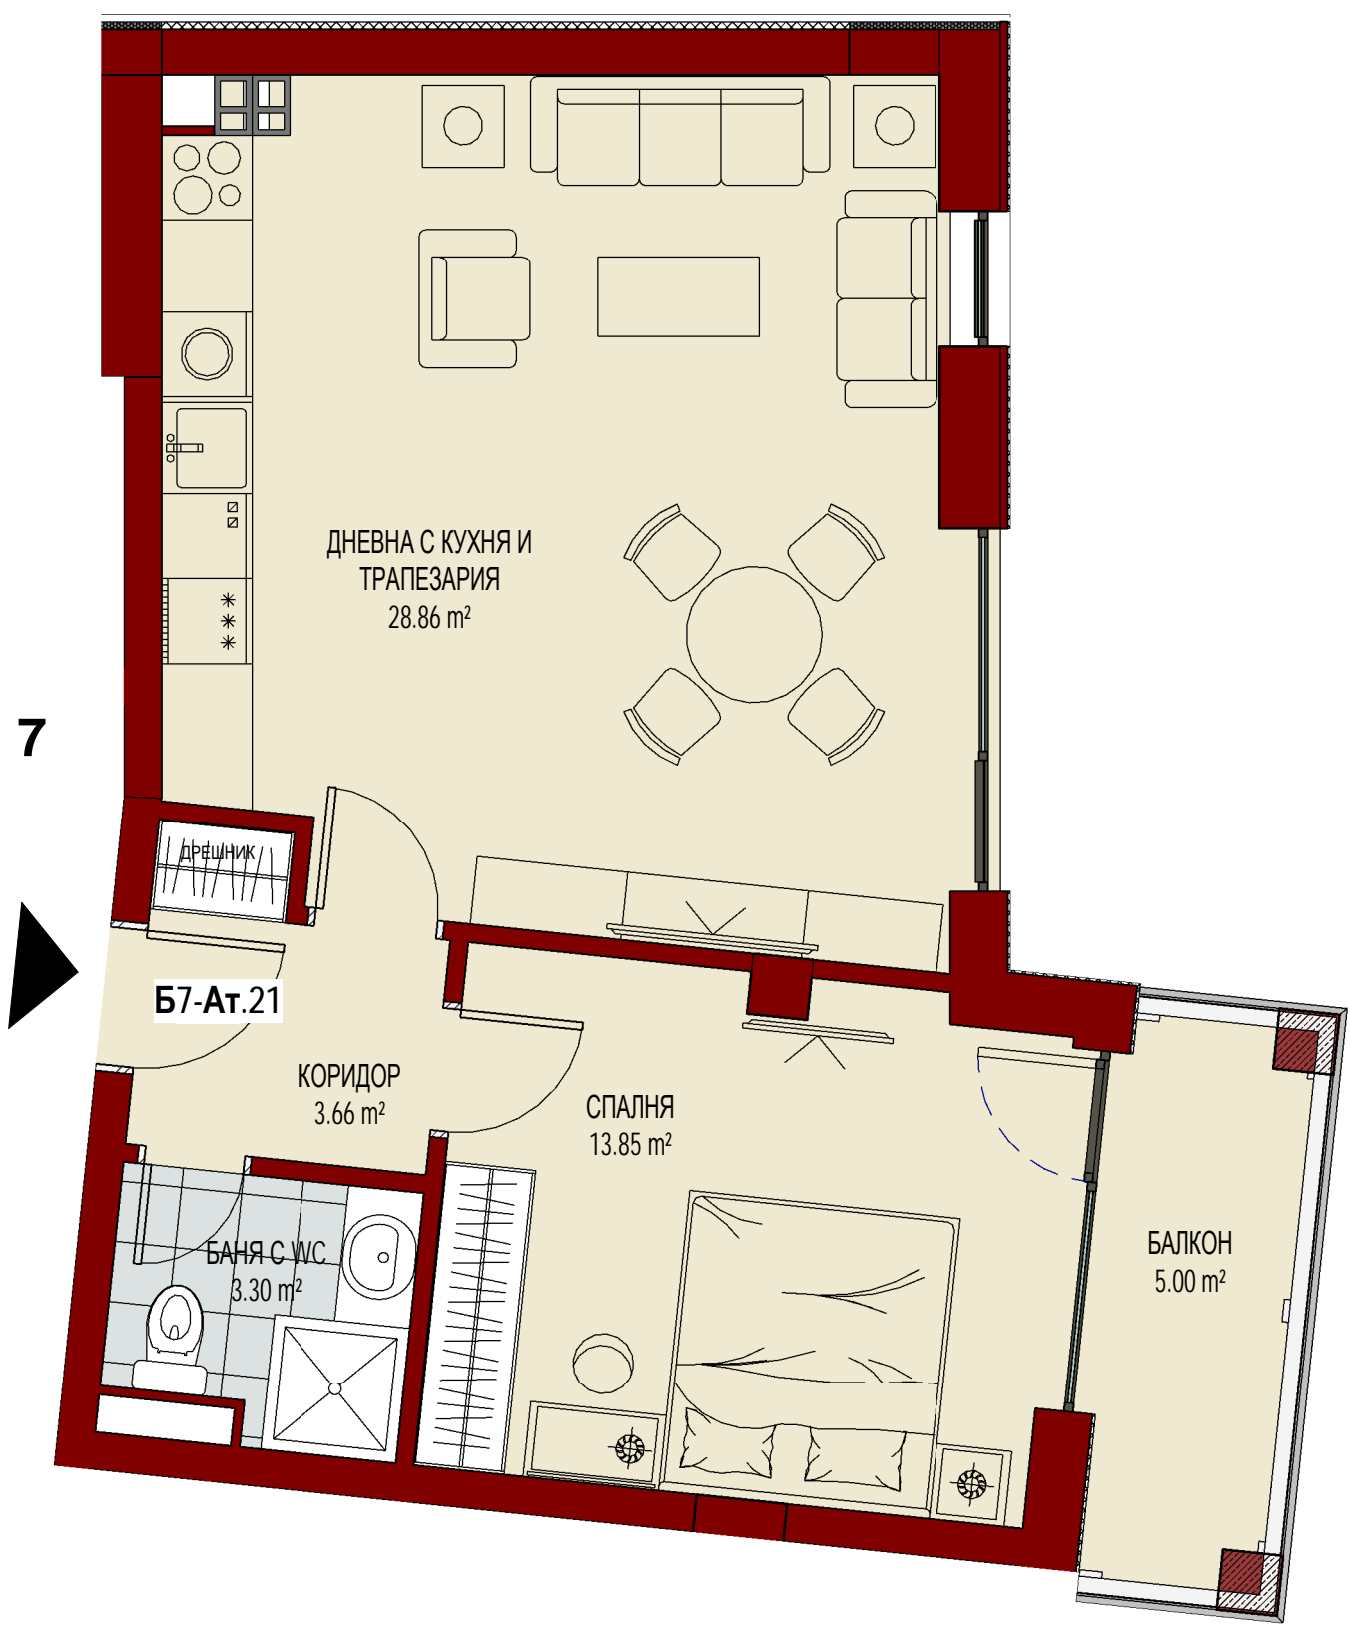 ДНЕВНА С КУХНЯ И
ТРАПЕЗАРИЯ
28.86 m²
7
ДРЕШНИК
Б7-Ат.21
КОРИДОР
3.66 m²
СПАЛНЯ
13.85 m²
БАНЯ С WC
3.30 m²
БАЛКОН
5.00 m²